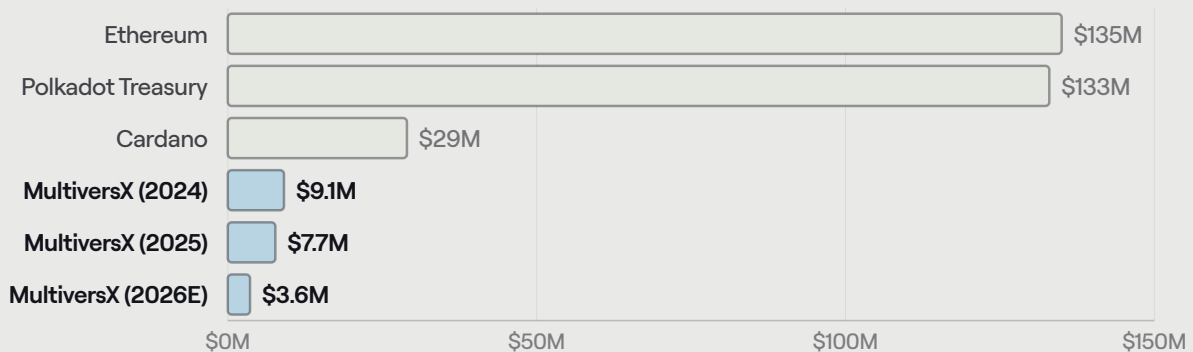 Ethereum $135M
Polkadot Treasury $133M
Cardano $29M
MultiversX (2024) $9.1M
MultiversX (2025) $7.7M
MultiversX (2026E) $3.6M
$0M $50M $100M $150M